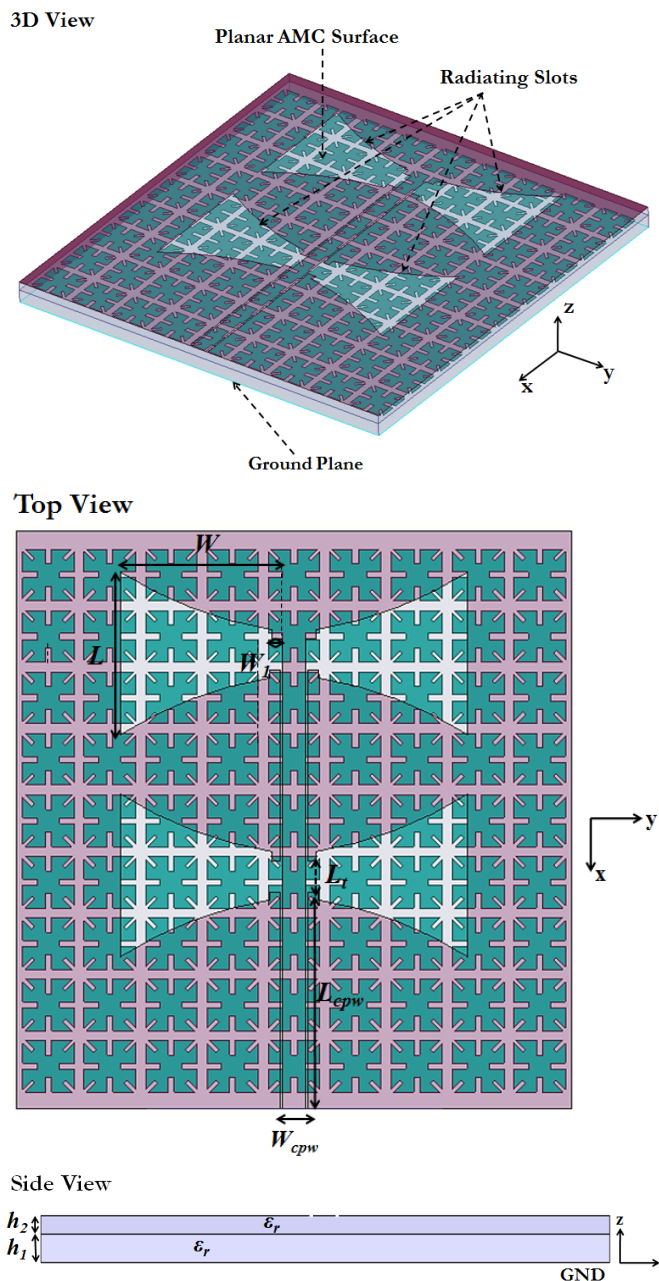 3D View
Planar AMC Surface
Radiating Slots
z
x
y
Ground Plane
Top View
W
L
W1
y
x
Lt
Lcpw
Wcpw
Side View
h2
εr
z
h1
εr
GND